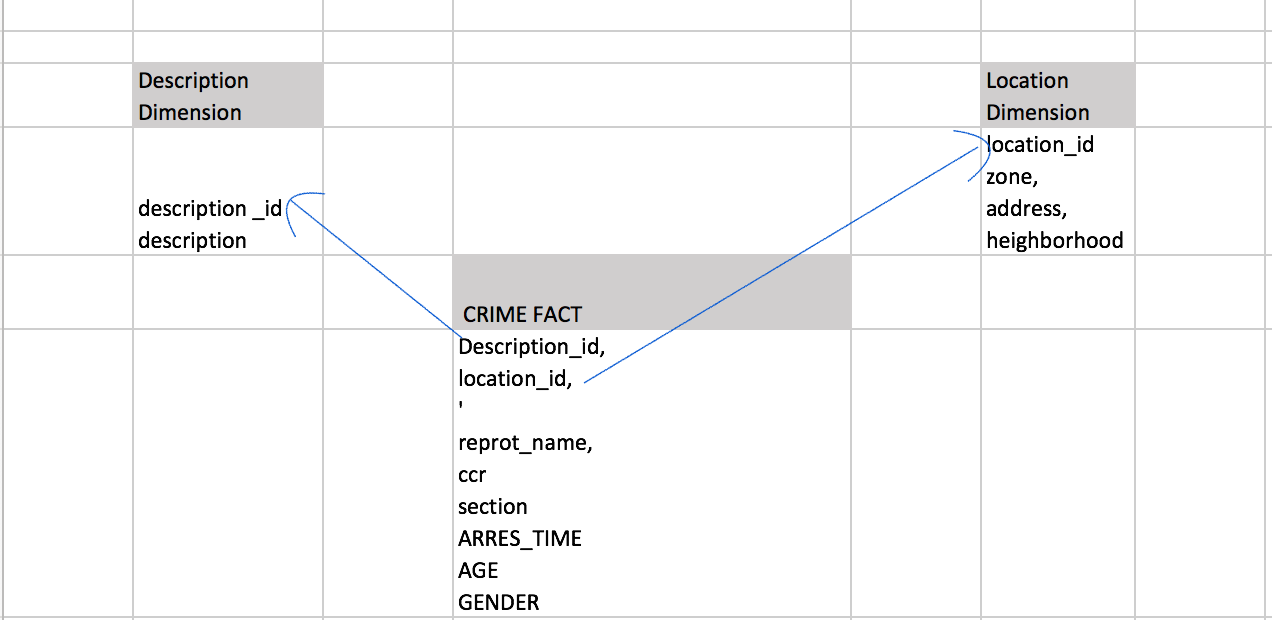 Description
Dimension
description _id
description
Location
Dimension
location_id
zone,
address,
heighborhood
CRIME FACT
Description_id,
location_id,
'
reprot_name,
ccr
section
ARRES_TIME
AGE
GENDER